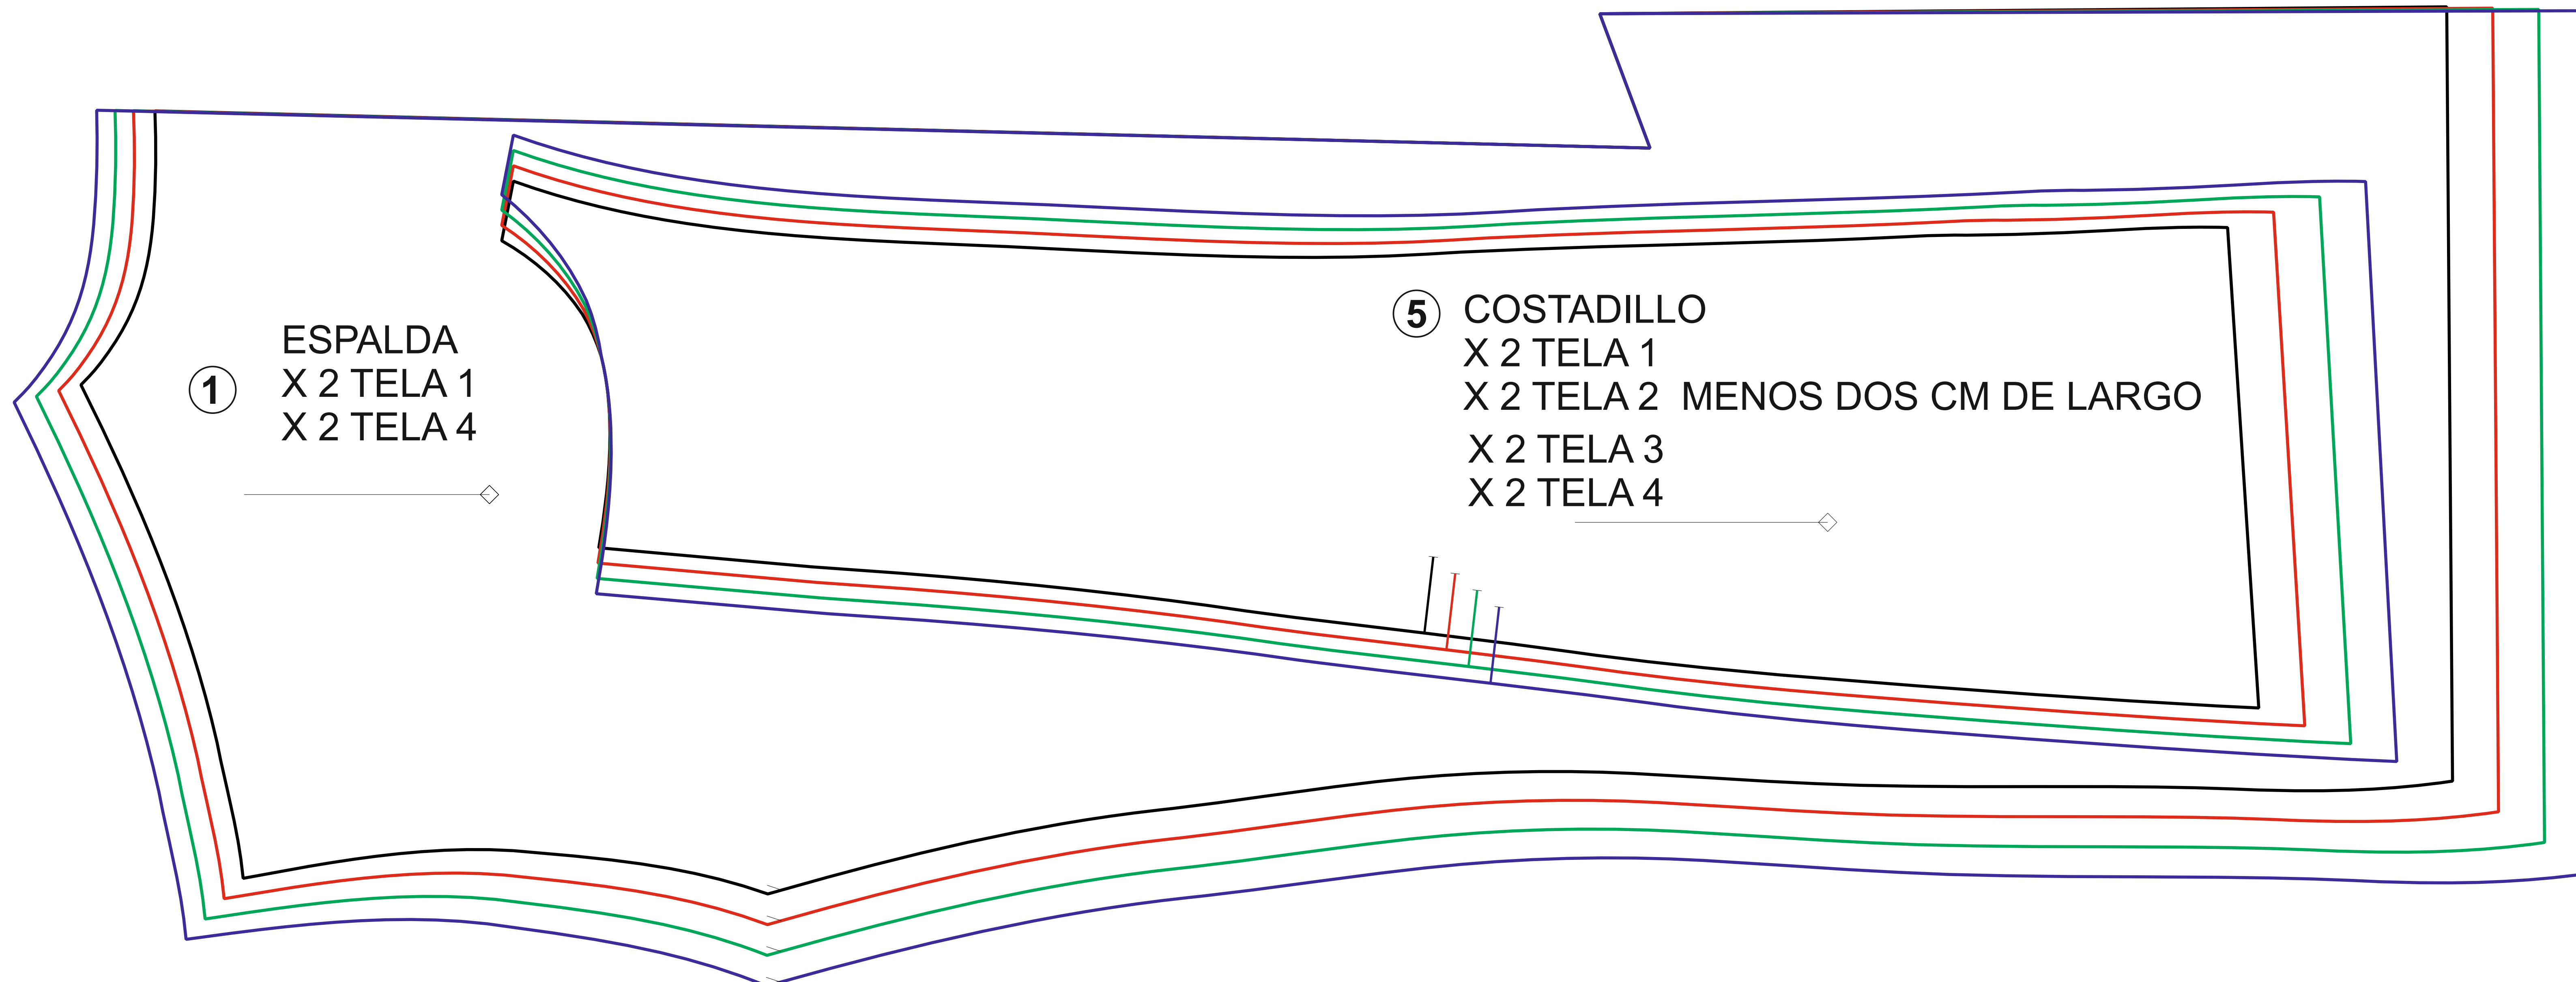 1
ESPALDA
X 2 TELA 1
X 2 TELA 4
5
COSTADILLO
X 2 TELA 1
X 2 TELA 2  MENOS DOS CM DE LARGO
X 2 TELA 3
X 2 TELA 4